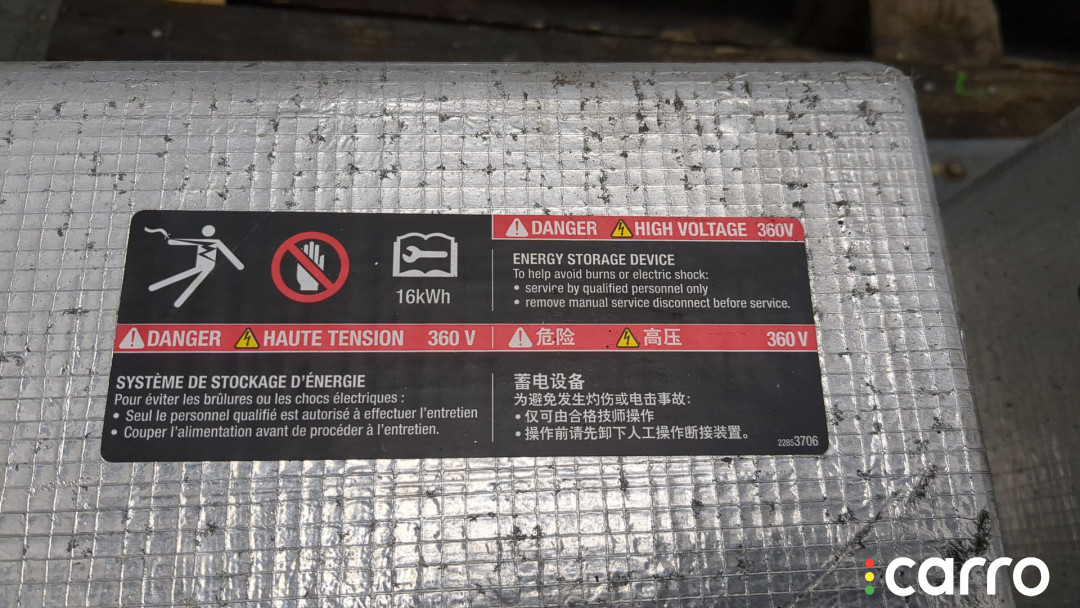 16kWh
DANGER HIGH VOLTAGE 360V
ENERGY STORAGE DEVICE
To help avoid burns or electric shock:
• service by qualified personnel only
• remove manual service disconnect before service.
DANGER HAUTE TENSION 360 V
SYSTÈME DE STOCKAGE D'ÉNERGIE
Pour éviter les brûlures ou les chocs électriques :
• Seul le personnel qualifié est autorisé à effectuer l'entretien
• Couper l'alimentation avant de procéder à l'entretien.
危险 高压 360 V
蓄电设备
为避免发生灼伤或电击事故:
• 仅可由合格技师操作
• 操作前请先卸下人工操作断接装置。
22853706
carro